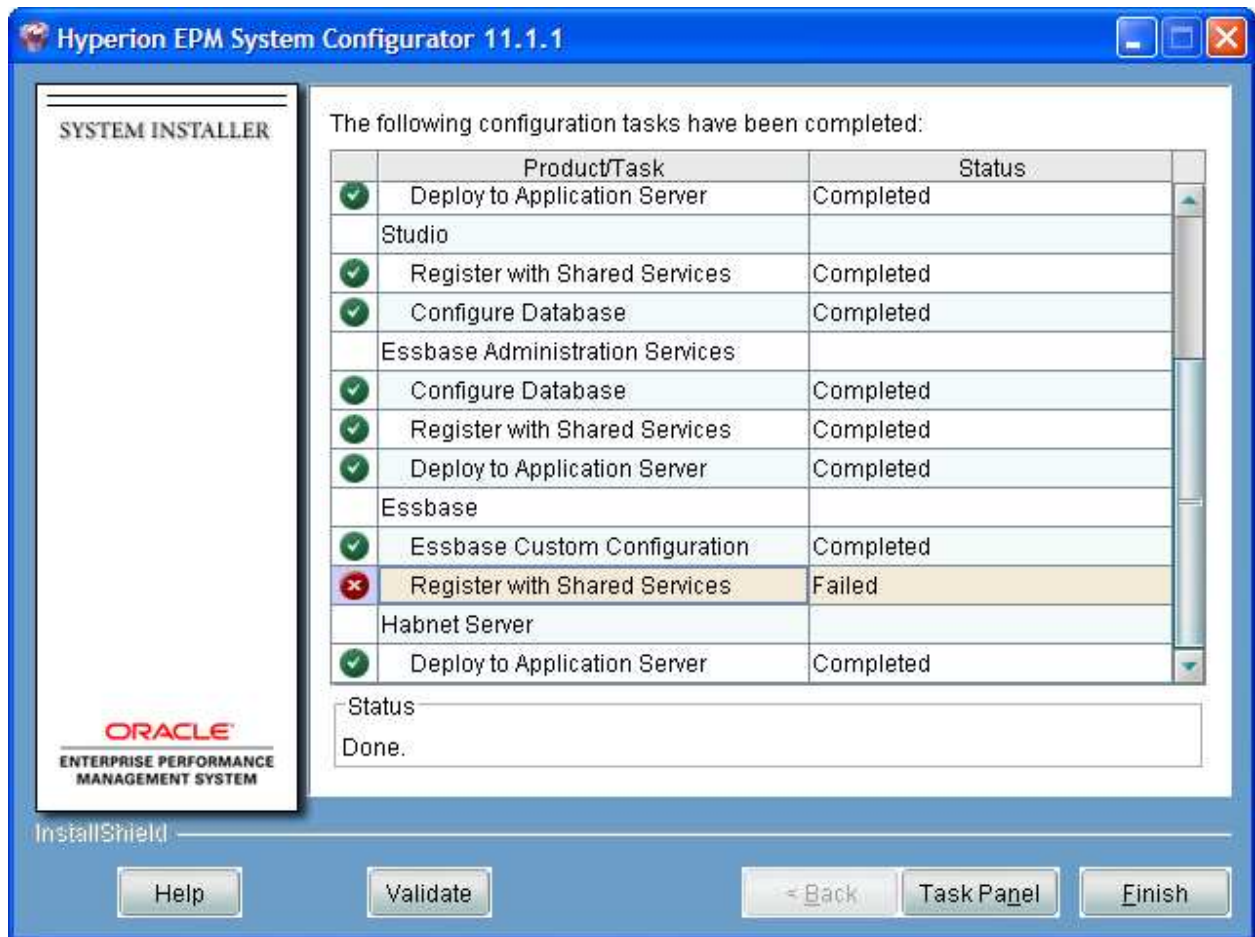 Hyperion EPM System Configurator 11.1.1
SYSTEM INSTALLER
ORACLE
ENTERPRISE PERFORMANCE
MANAGEMENT SYSTEM
The following configuration tasks have been completed:
Product/Task Status
Deploy to Application Server Completed
Studio
Register with Shared Services Completed
Configure Database Completed
Essbase Administration Services
Configure Database Completed
Register with Shared Services Completed
Deploy to Application Server Completed
Essbase
Essbase Custom Configuration Completed
Register with Shared Services Failed
Habnet Server
Deploy to Application Server Completed
Status
Done.
InstallShield
Help Validate < Back Task Panel Finish